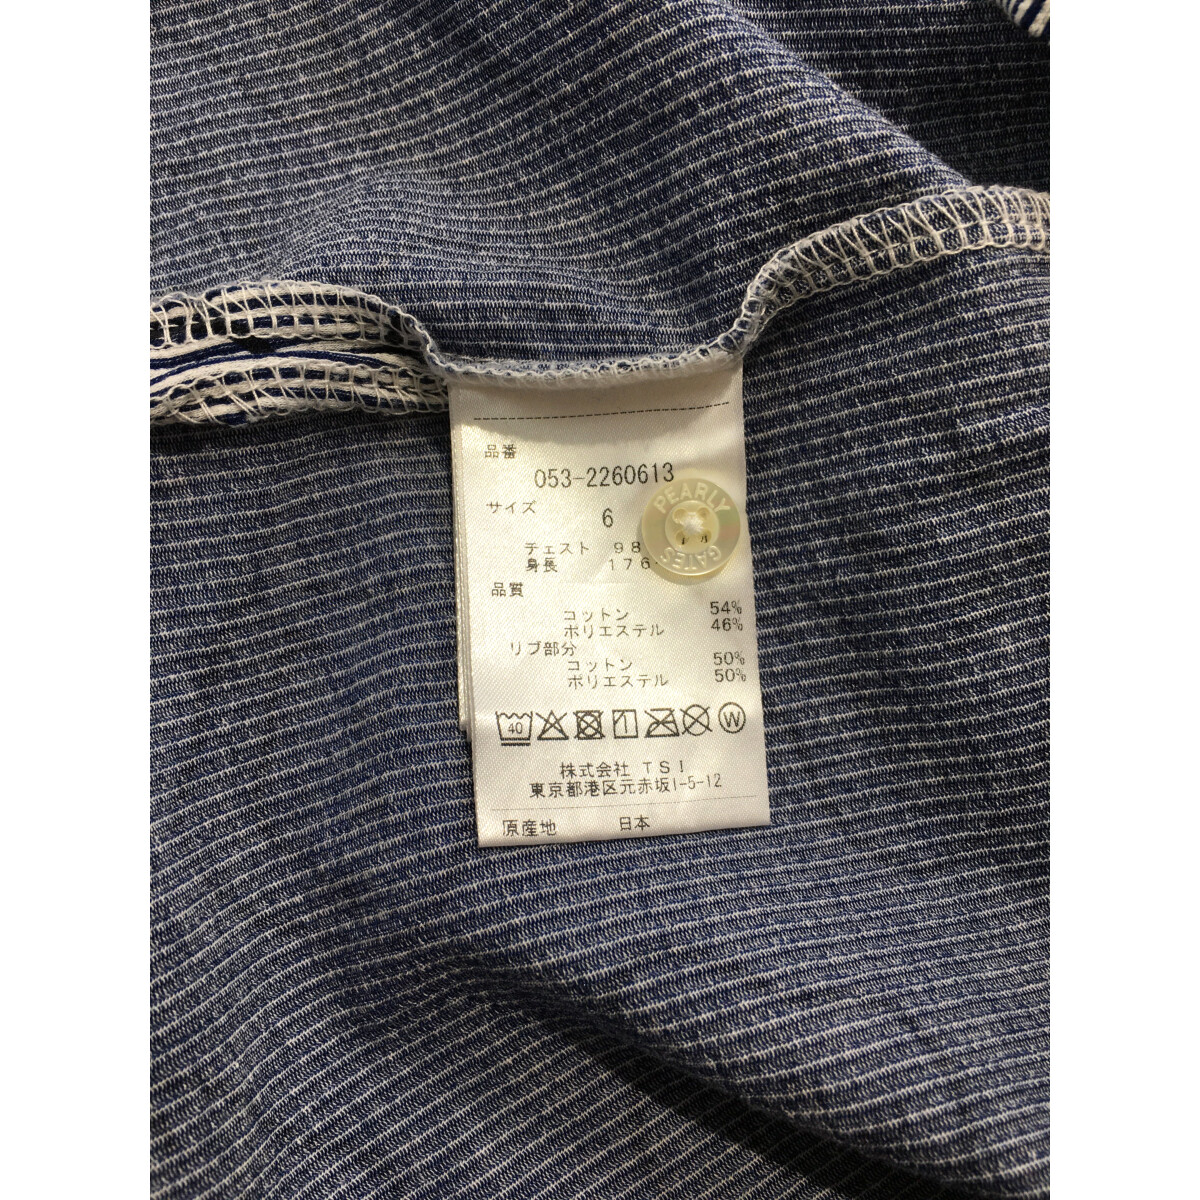 品番
053-2260613
サイズ
6
チェスト 98
身長 176
PEARLY GATES
品質
コットン 54%
ポリエステル 46%
リブ部分
コットン 50%
ポリエステル 50%
40
W
株式会社 TSI
東京都港区元赤坂1-5-12
原産地 日本